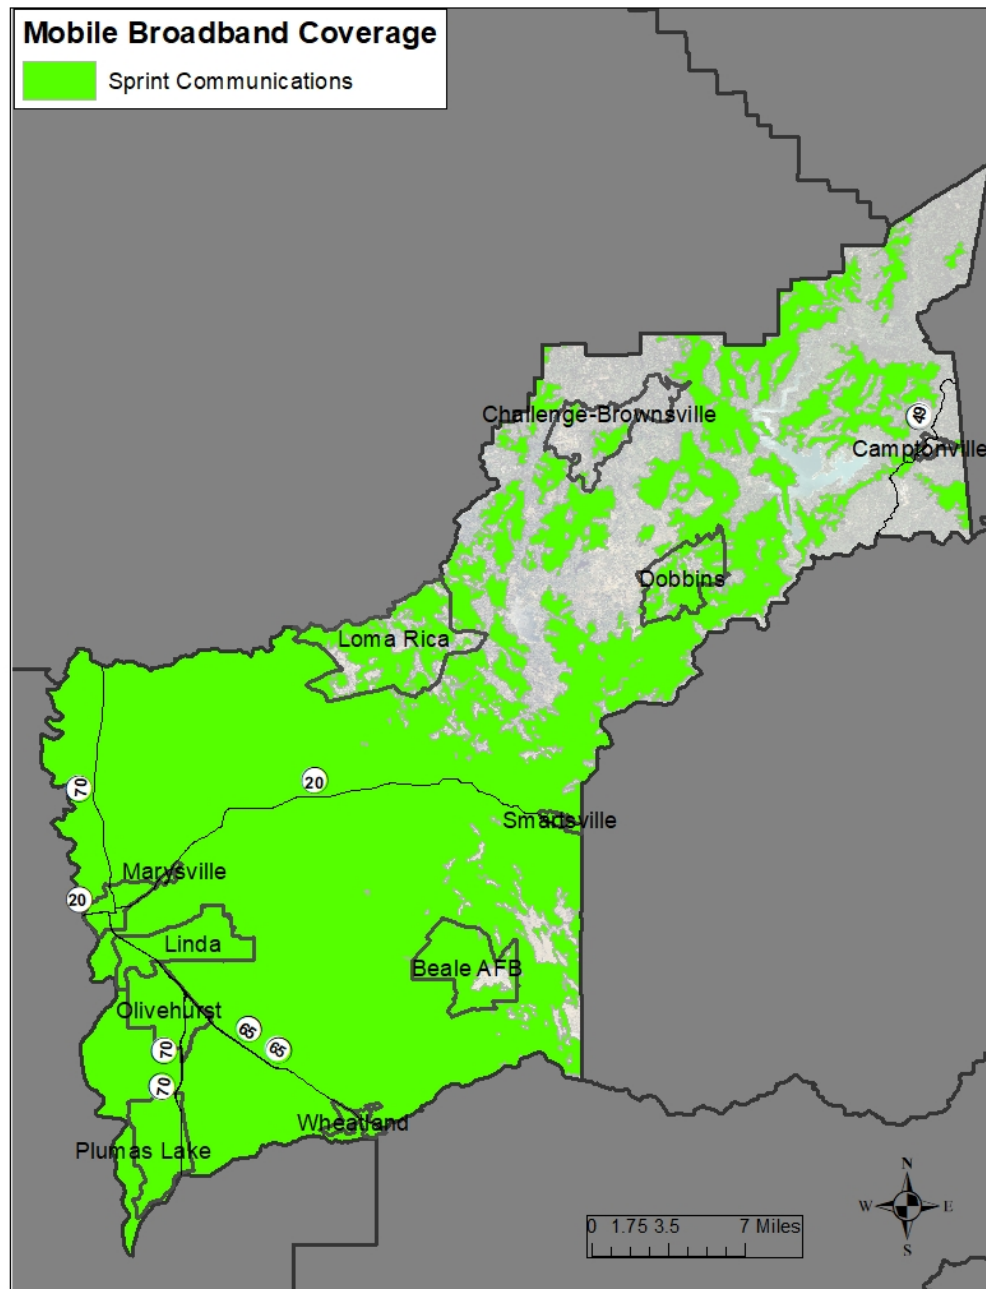 Mobile Broadband Coverage
Sprint Communications
Challenge-Brownsville
49
Camptonville
Dobbins
Loma Rica
70
20
Smartsville
Marysville
20
Linda
Beale AFB
Olivehurst
65
65
70
70
Wheatland
Plumas Lake
N
W E
S
0 1.75 3.5 7 Miles